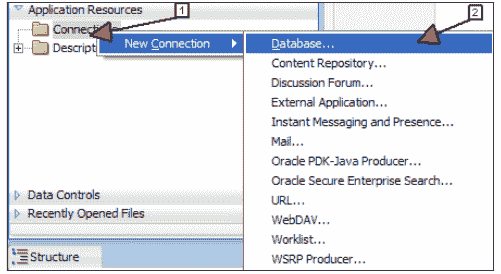 Application Resources
1
2
Connec
Descript
New Connection
Database...
Content Repository...
Discussion Forum...
External Application...
Instant Messaging and Presence...
Mail...
Oracle PDK-Java Producer...
Oracle Secure Enterprise Search...
URL...
WebDAV...
Worklist...
WSRP Producer...
Data Controls
Recently Opened Files
Structure